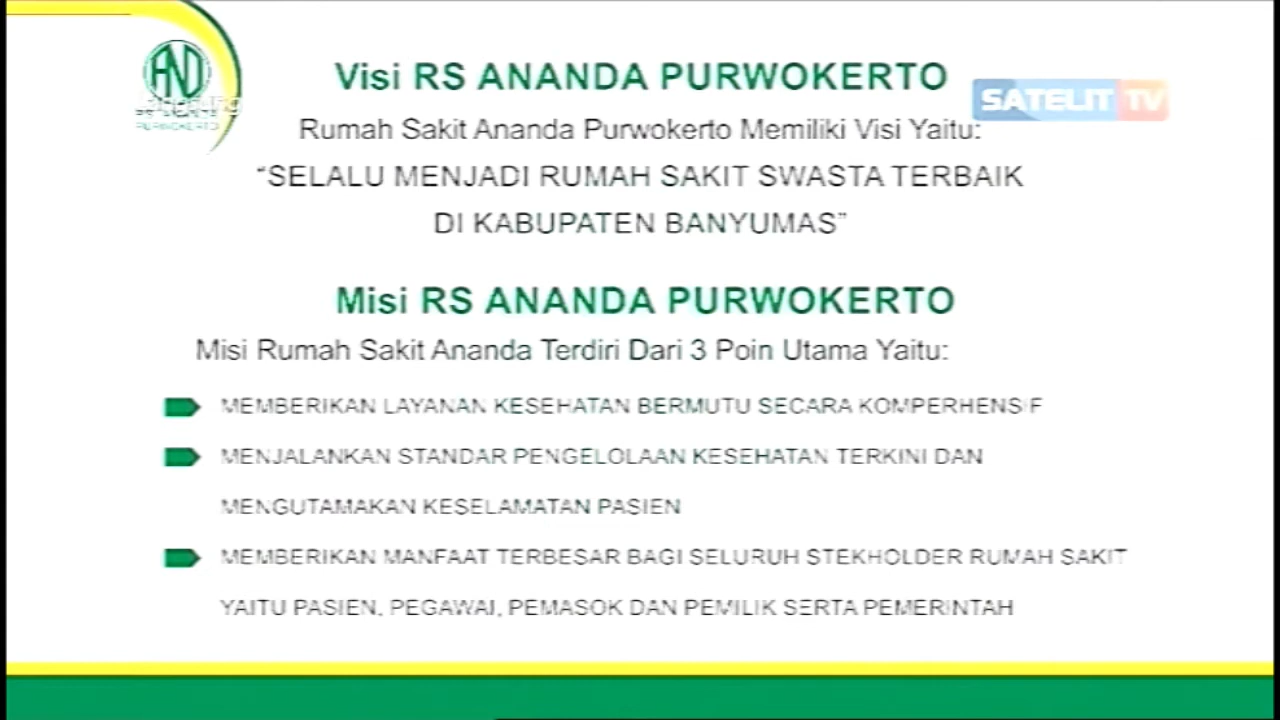 Visi RS ANANDA PURWOKERTO
SATELIT TV
Rumah Sakit Ananda Purwokerto Memiliki Visi Yaitu:
PURWOKERTO
“SELALU MENJADI RUMAH SAKIT SWASTA TERBAIK
DI KABUPATEN BANYUMAS”
Misi RS ANANDA PURWOKERTO
Misi Rumah Sakit Ananda Terdiri Dari 3 Poin Utama Yaitu:
MEMBERIKAN LAYANAN KESEHATAN BERMUTU SECARA KOMPERHENSIF
MENJALANKAN STANDAR PENGELOLAAN KESEHATAN TERKINI DAN
MENGUTAMAKAN KESELAMATAN PASIEN
MEMBERIKAN MANFAAT TERBESAR BAGI SELURUH STEKHOLDER RUMAH SAKIT
YAITU PASIEN, PEGAWAI, PEMASOK DAN PEMILIK SERTA PEMERINTAH